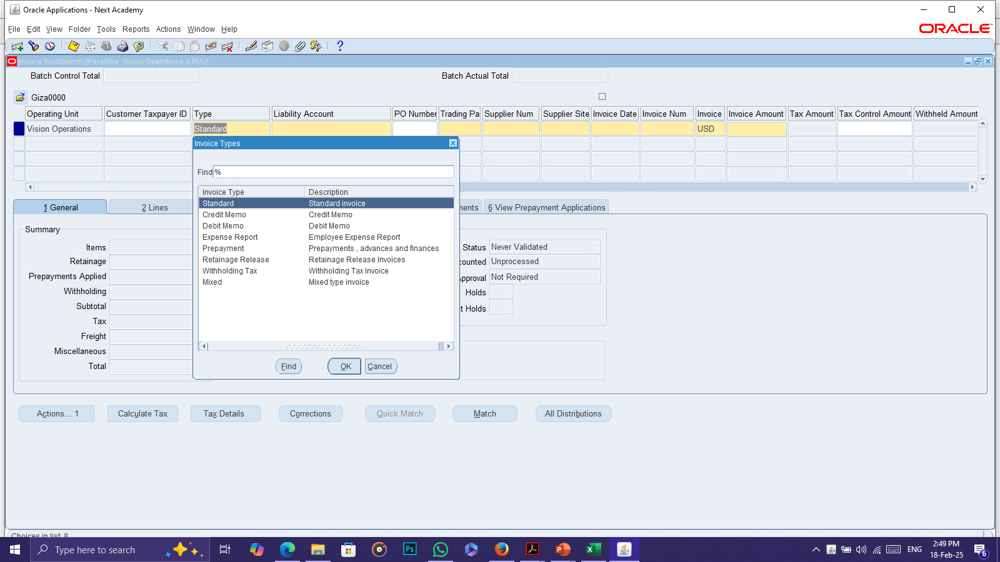 Oracle Applications - Next Academy
File Edit View Folder Tools Reports Actions Window Help
ORACLE
Invoice Workbench (Payables, Vision Operations (USA))
Batch Control Total
Batch Actual Total
Giza0000
Operating Unit Customer Taxpayer ID Type Liability Account PO Number Trading Pa Supplier Num Supplier Site Invoice Date Invoice Num Invoice Invoice Amount Tax Amount Tax Control Amount Withheld Amount
Vision Operations Standard USD
Invoice Types
Find %
Invoice Type Description
Standard Standard invoice
Credit Memo Credit Memo
Debit Memo Debit Memo
Expense Report Employee Expense Report
Prepayment Prepayments , advances and finances
Retainage Release Retainage Release Invoices
Withholding Tax Withholding Tax Invoice
Mixed Mixed type invoice
Find OK Cancel
1 General 2 Lines ments 6 View Prepayment Applications
Summary
Items
Retainage
Prepayments Applied
Withholding
Subtotal
Tax
Freight
Miscellaneous
Total
Status Never Validated
counted Unprocessed
Approval Not Required
Holds
t Holds
Actions... 1 Calculate Tax Tax Details Corrections Quick Match Match All Distributions
Choices in list: 8
Type here to search
Ps
ENG
2:49 PM
18-Feb-25
6